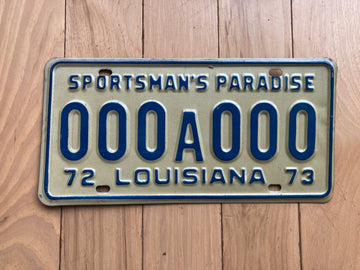 SPORTSMAN'S PARADISE
000A000
72 LOUISIANA 73